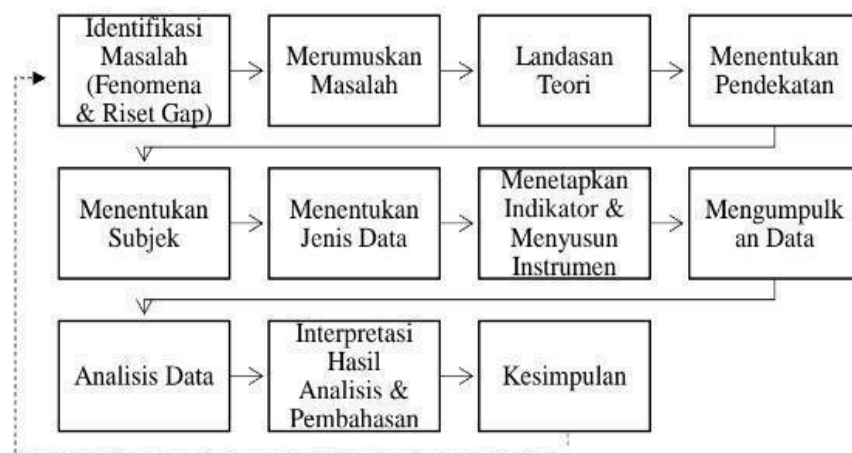 Identifikasi
Masalah
(Fenomena
& Riset Gap)
Merumuskan
Masalah
Landasan
Teori
Menentukan
Pendekatan
Menentukan
Subjek
Menentukan
Jenis Data
Menetapkan
Indikator &
Menyusun
Instrumen
Mengumpulk
an Data
Analisis Data
Interpretasi
Hasil
Analisis &
Pembahasan
Kesimpulan